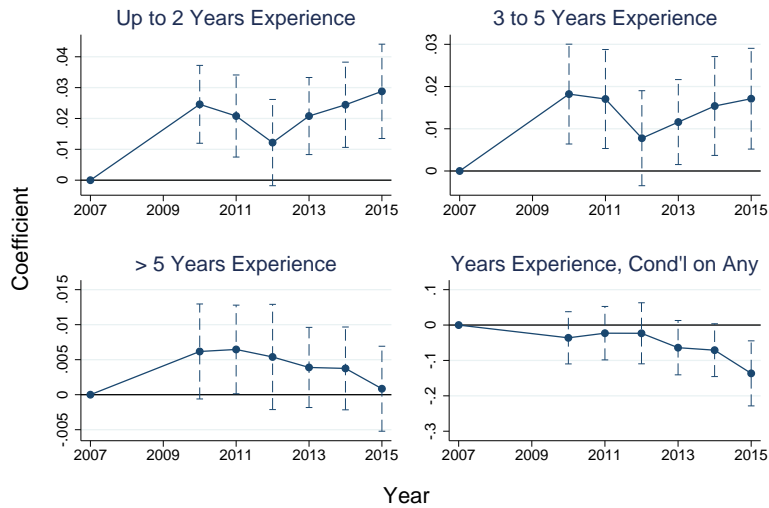 Up to 2 Years Experience
.04
.03
.02
.01
0
2007 2009 2011 2013 2015
3 to 5 Years Experience
.03
.02
.01
0
2007 2009 2011 2013 2015
> 5 Years Experience
.015
.01
.005
0
-.005
2007 2009 2011 2013 2015
Years Experience, Cond'l on Any
.1
0
-.1
-.2
-.3
2007 2009 2011 2013 2015
Coefficient
Year